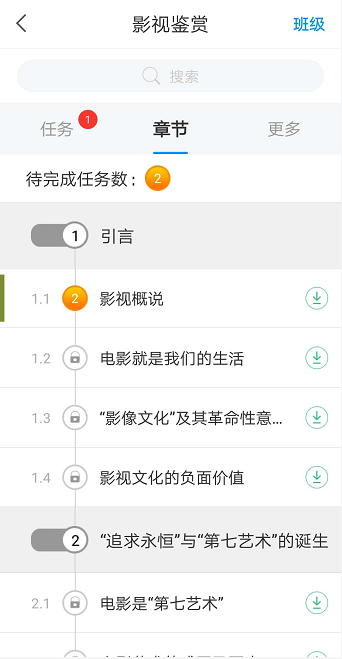 影视鉴赏 班级
搜索
任务 1 章节 更多
待完成任务数: 2
1 引言
1.1 2 影视概说
1.2 电影就是我们的生活
1.3 “影像文化”及其革命性意...
1.4 影视文化的负面价值
2 “追求永恒”与“第七艺术”的诞生
2.1 电影是“第七艺术”